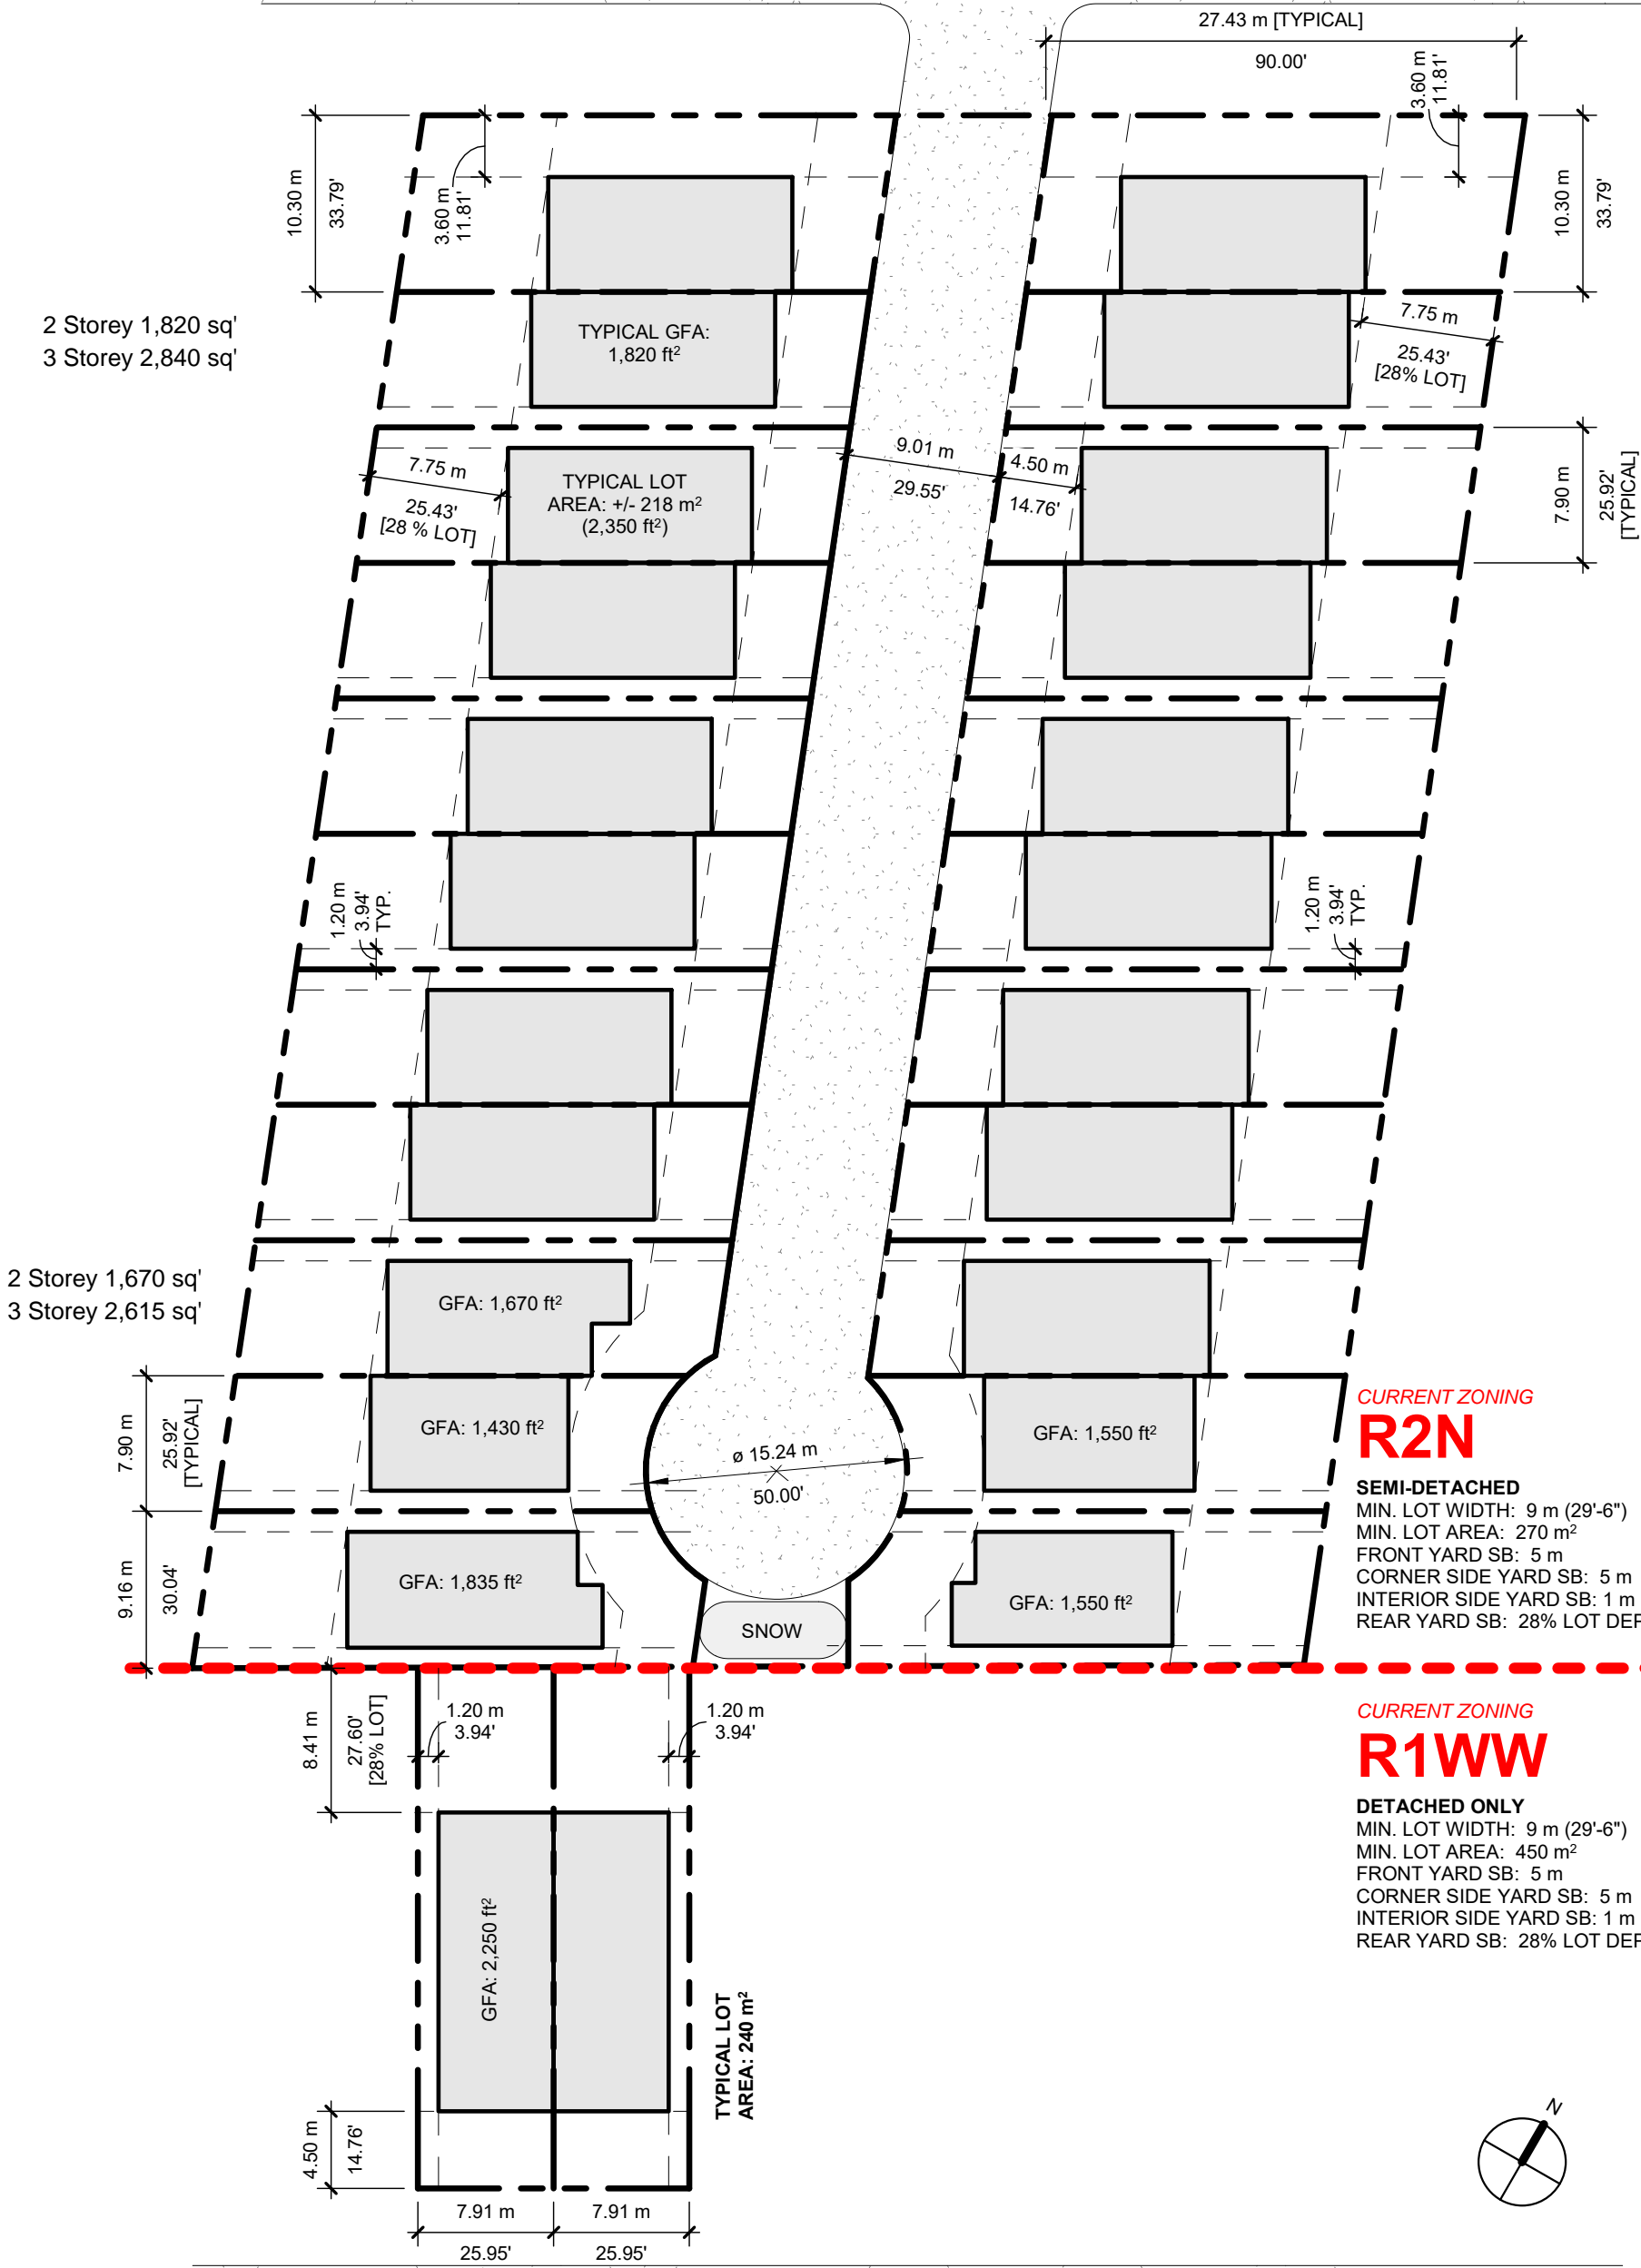 27.43 m [TYPICAL]
90.00'
3.60 m
11.81'
10.30 m
33.79'
3.60 m
11.81'
10.30 m
33.79'
2 Storey 1,820 sq'
3 Storey 2,840 sq'
TYPICAL GFA:
1,820 ft²
7.75 m
25.43'
[28% LOT]
7.75 m
25.43'
[28 % LOT]
TYPICAL LOT
AREA: +/- 218 m²
(2,350 ft²)
9.01 m
29.55'
4.50 m
14.76'
7.90 m
25.92'
[TYPICAL]
1.20 m
3.94'
TYP.
1.20 m
3.94'
TYP.
2 Storey 1,670 sq'
3 Storey 2,615 sq'
GFA: 1,670 ft²
7.90 m
25.92'
[TYPICAL]
GFA: 1,430 ft²
ø 15.24 m
50.00'
GFA: 1,550 ft²
9.16 m
30.04'
GFA: 1,835 ft²
SNOW
GFA: 1,550 ft²
CURRENT ZONING
R2N
SEMI-DETACHED
MIN. LOT WIDTH: 9 m (29'-6")
MIN. LOT AREA: 270 m²
FRONT YARD SB: 5 m
CORNER SIDE YARD SB: 5 m
INTERIOR SIDE YARD SB: 1 m
REAR YARD SB: 28% LOT
8.41 m
27.60'
[28% LOT]
1.20 m
3.94'
1.20 m
3.94'
CURRENT ZONING
R1WW
DETACHED ONLY
MIN. LOT WIDTH: 9 m (29'-6")
MIN. LOT AREA: 450 m²
FRONT YARD SB: 5 m
CORNER SIDE YARD SB: 5 m
INTERIOR SIDE YARD SB: 1 m
REAR YARD SB: 28% LOT
GFA: 2,250 ft²
TYPICAL LOT
AREA: 240 m²
4.50 m
14.76'
7.91 m
7.91 m
25.95'
25.95'
N